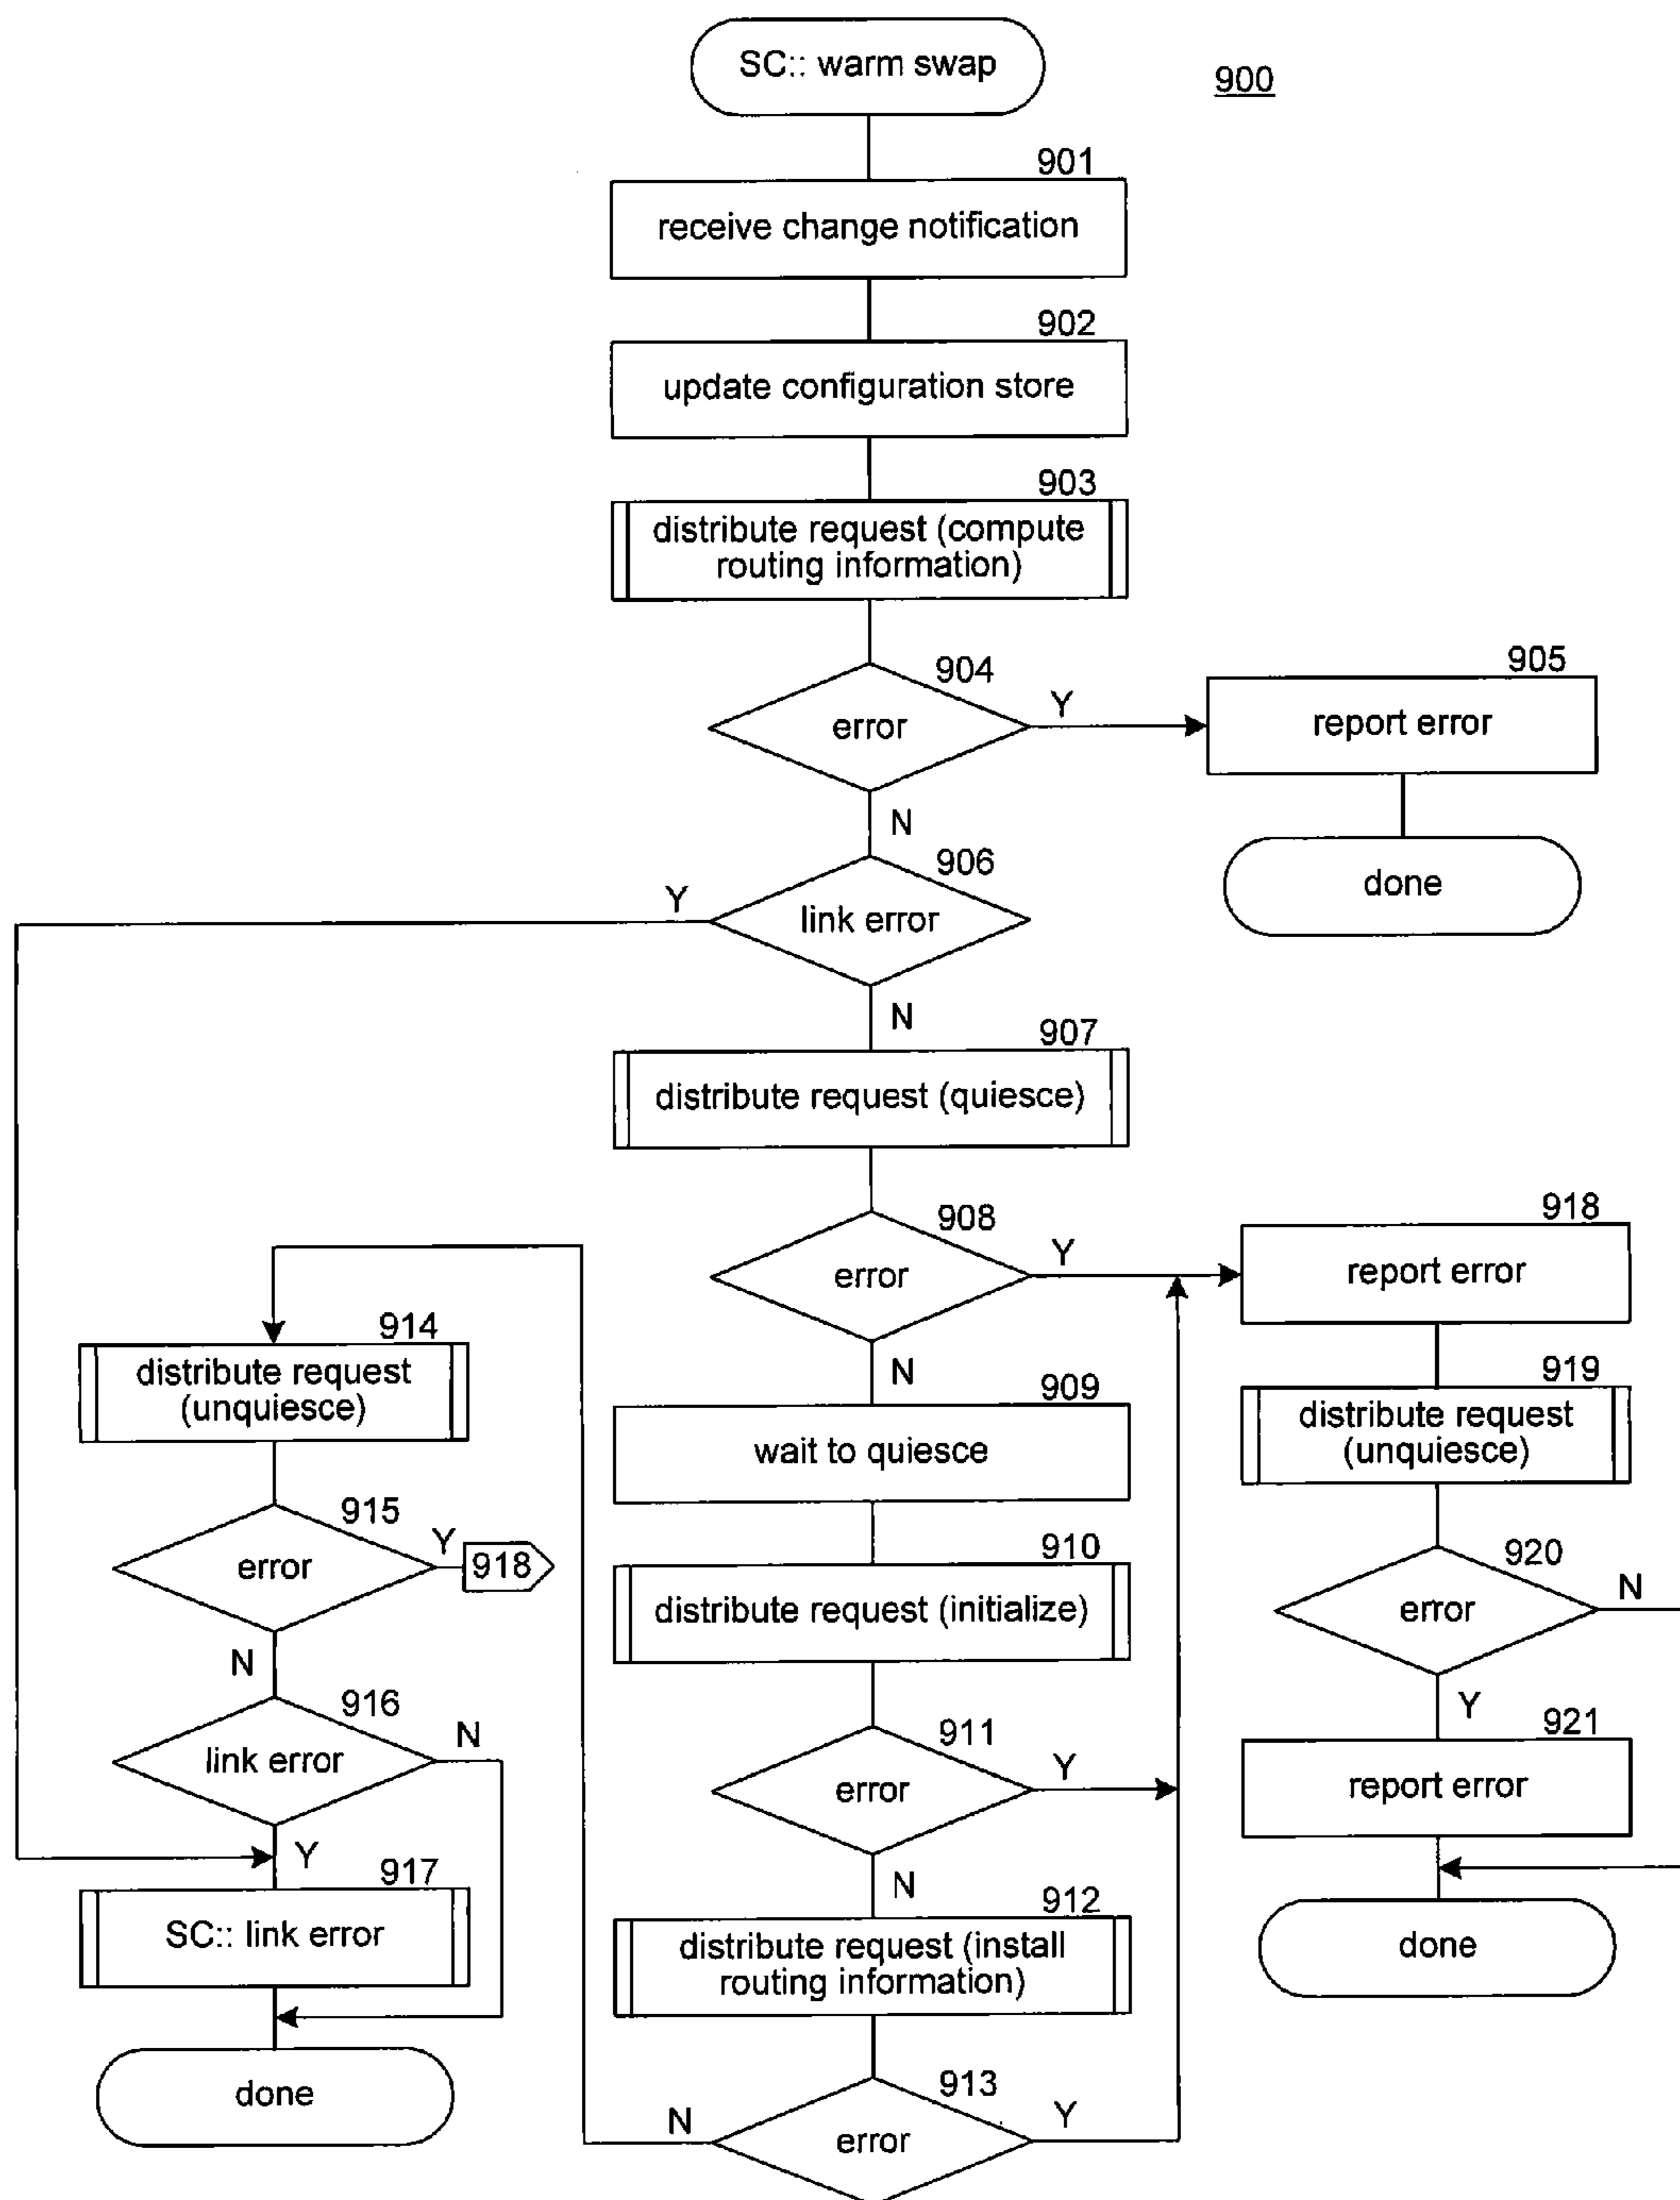 SC:: warm swap
900
901
receive change notification
902
update configuration store
903
distribute request (compute
routing information)
904
error
Y
905
report error
done
N
906
link error
Y
N
907
distribute request (quiesce)
908
error
Y
918
report error
914
distribute request
(unquiesce)
N
909
wait to quiesce
919
distribute request
(unquiesce)
915
error
Y
918
910
distribute request (initialize)
920
error
N
N
916
link error
N
Y
911
error
Y
Y
921
report error
917
SC:: link error
N
912
distribute request (install
routing information)
done
done
913
error
N
Y